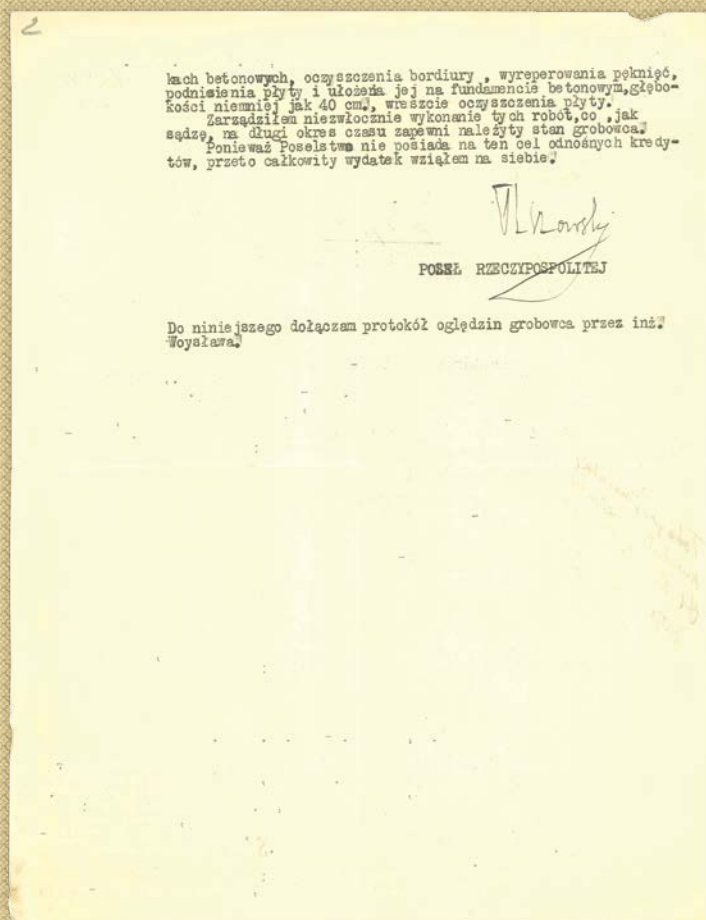 2
kach betonowych, oczyszczenia bordiury , wyreperowania pęknięć,
podnisienia płyty i ułożenia jej na fundamencie betonowym,głębo-
kości niemniej jak 40 cm., wreszcie oczyszczenia płyty.
Zarządziłem niezwłocznie wykonanie tych robót,co ,jak
sądzę, na długi okres czasu zapewni należyty stan grobowca.
Ponieważ Poselstwo nie posiada na ten cel odnośnych kredy-
tów, przeto całkowity wydatek wziąłem na siebie.
POSEŁ RZECZYPOSPOLITEJ
Do niniejszego dołączam protokół oględzin grobowca przez inż.
Woysława.